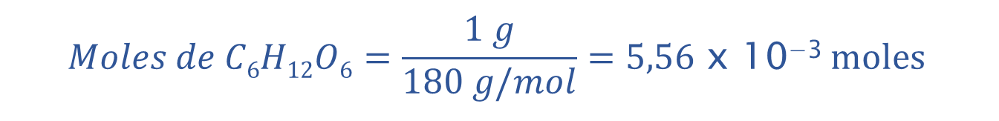 Moles de C₆H₁₂O₆ = 1 g / 180 g/mol = 5,56 x 10⁻³ moles